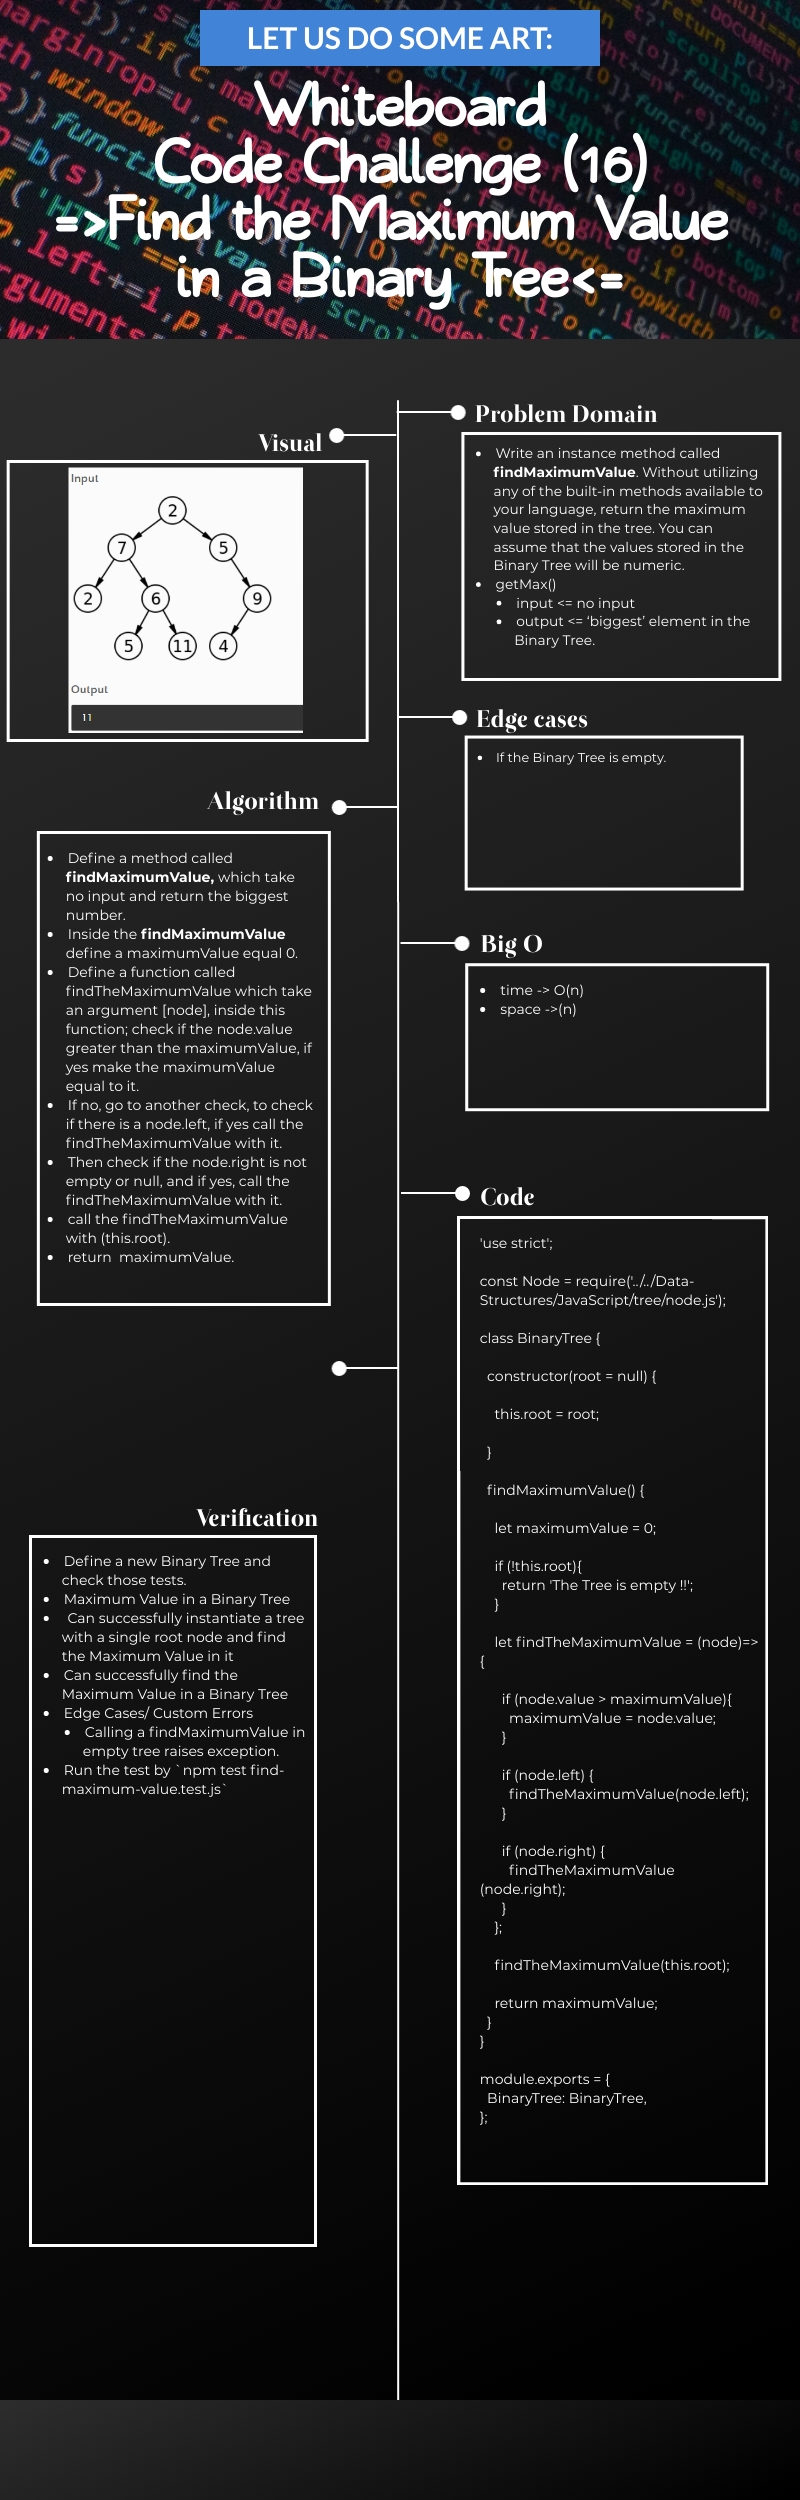 LET US DO SOME ART:
Whiteboard
Code Challenge (16)
=>Find the Maximum Value
in a Binary Tree<=
Visual
Input
2
7 5
2 6 9
5 11 4
Output
11
Problem Domain
Write an instance method called
findMaximumValue. Without utilizing
any of the built-in methods available to
your language, return the maximum
value stored in the tree. You can
assume that the values stored in the
Binary Tree will be numeric.
getMax()
input <= no input
output <= ‘biggest’ element in the
Binary Tree.
Edge cases
If the Binary Tree is empty.
Algorithm
Define a method called
findMaximumValue, which take
no input and return the biggest
number.
Inside the findMaximumValue
define a maximumValue equal 0.
Define a function called
findTheMaximumValue which take
an argument [node], inside this
function; check if the node.value
greater than the maximumValue, if
yes make the maximumValue
equal to it.
If no, go to another check, to check
if there is a node.left, if yes call the
findTheMaximumValue with it.
Then check if the node.right is not
empty or null, and if yes, call the
findTheMaximumValue with it.
call the findTheMaximumValue
with (this.root).
return maximumValue.
Big O
time -> O(n)
space ->(n)
Code
'use strict';
const Node = require('../../Data-
Structures/JavaScript/tree/node.js');
class BinaryTree {
constructor(root = null) {
this.root = root;
}
findMaximumValue() {
let maximumValue = 0;
if (!this.root){
return 'The Tree is empty !!';
}
let findTheMaximumValue = (node)=>
{
if (node.value > maximumValue){
maximumValue = node.value;
}
if (node.left) {
findTheMaximumValue(node.left);
}
if (node.right) {
findTheMaximumValue
(node.right);
}
};
findTheMaximumValue(this.root);
return maximumValue;
}
}
module.exports = {
BinaryTree: BinaryTree,
};
Verification
Define a new Binary Tree and
check those tests.
Maximum Value in a Binary Tree
Can successfully instantiate a tree
with a single root node and find
the Maximum Value in it
Can successfully find the
Maximum Value in a Binary Tree
Edge Cases/ Custom Errors
Calling a findMaximumValue in
empty tree raises exception.
Run the test by `npm test find-
maximum-value.test.js`